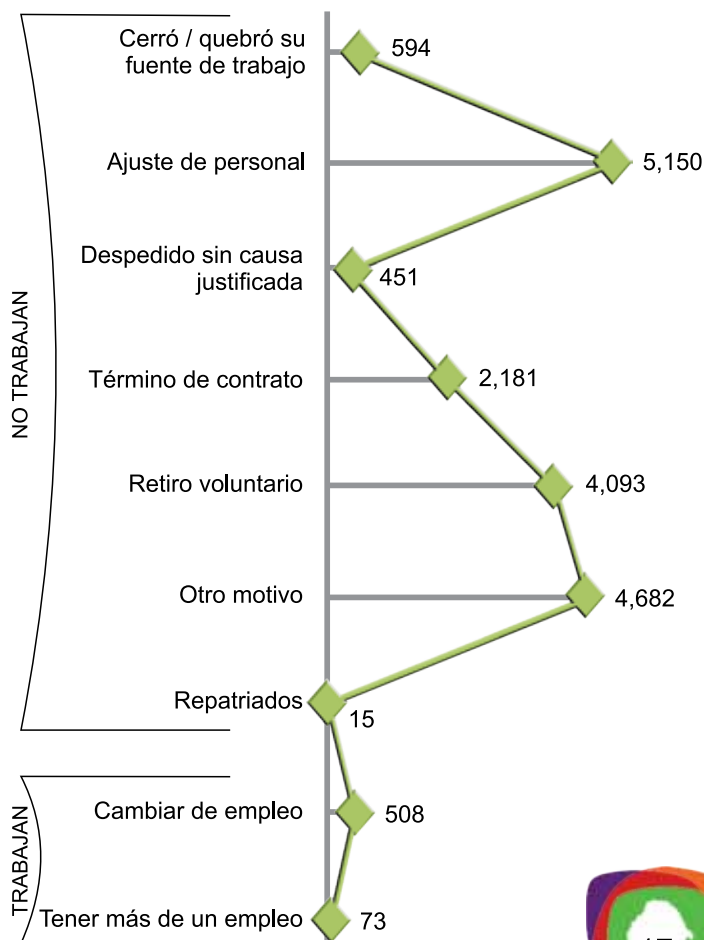 Cerró / quebró su
fuente de trabajo
594
Ajuste de personal
5,150
Despedido sin causa
justificada
451
Término de contrato
2,181
Retiro voluntario
4,093
Otro motivo
4,682
Repatriados
15
NO TRABAJAN
Cambiar de empleo
508
Tener más de un empleo
73
TRABAJAN